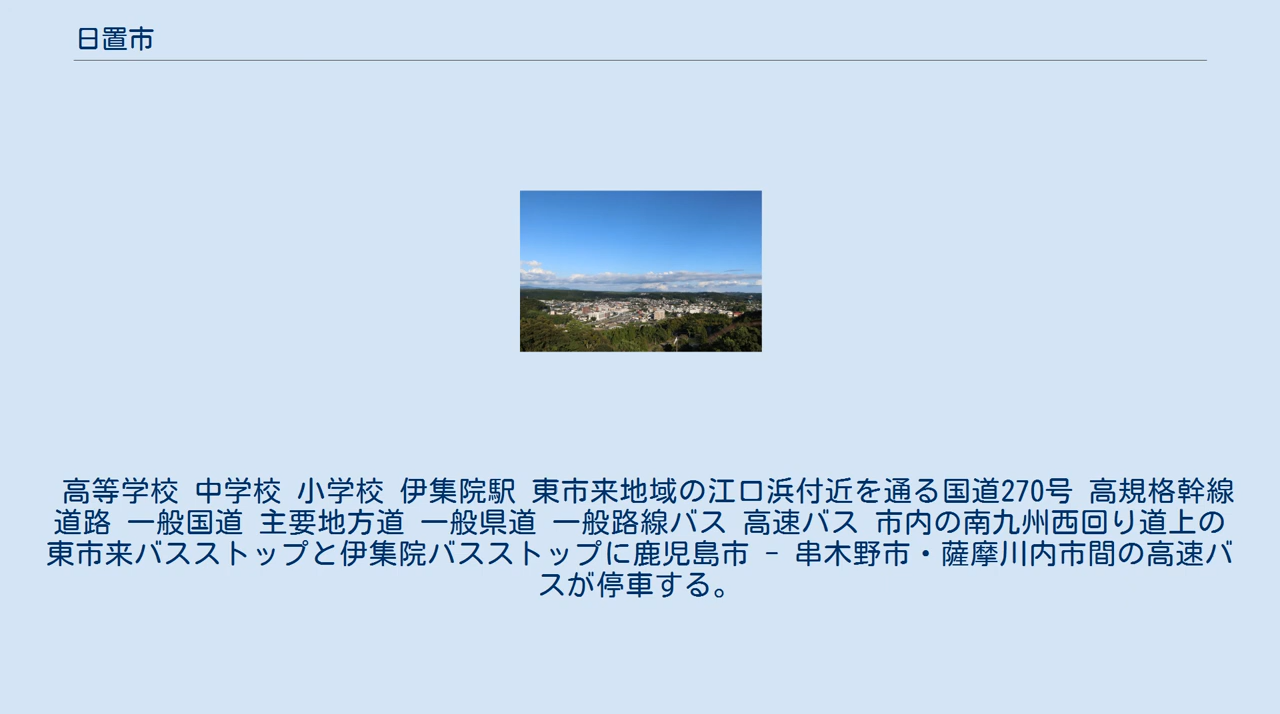 日置市
高等学校 中学校 小学校 伊集院駅 東市来地域の江口浜付近を通る国道270号 高規格幹線
道路 一般国道 主要地方道 一般県道 一般路線バス 高速バス 市内の南九州西回り道上の
東市来バスストップと伊集院バスストップに鹿児島市 - 串木野市・薩摩川内市間の高速バ
スが停車する。